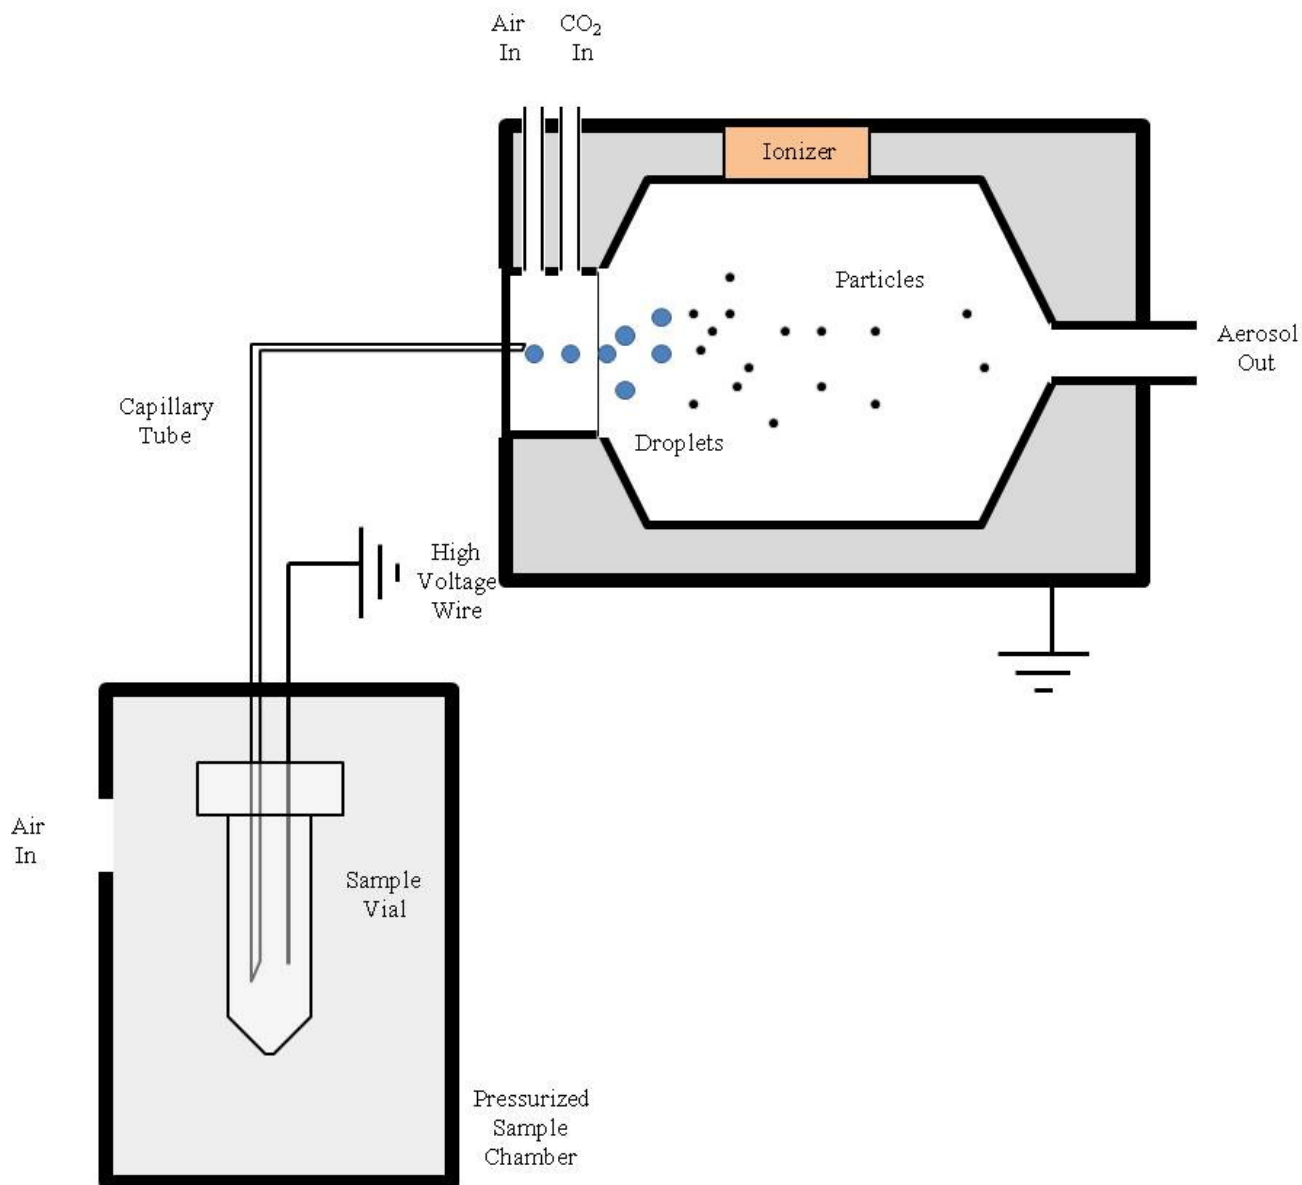 Air
In
CO₂
In
Ionizer
Particles
Aerosol
Out
Capillary
Tube
Droplets
High
Voltage
Wire
Air
In
Sample
Vial
Pressurized
Sample
Chamber